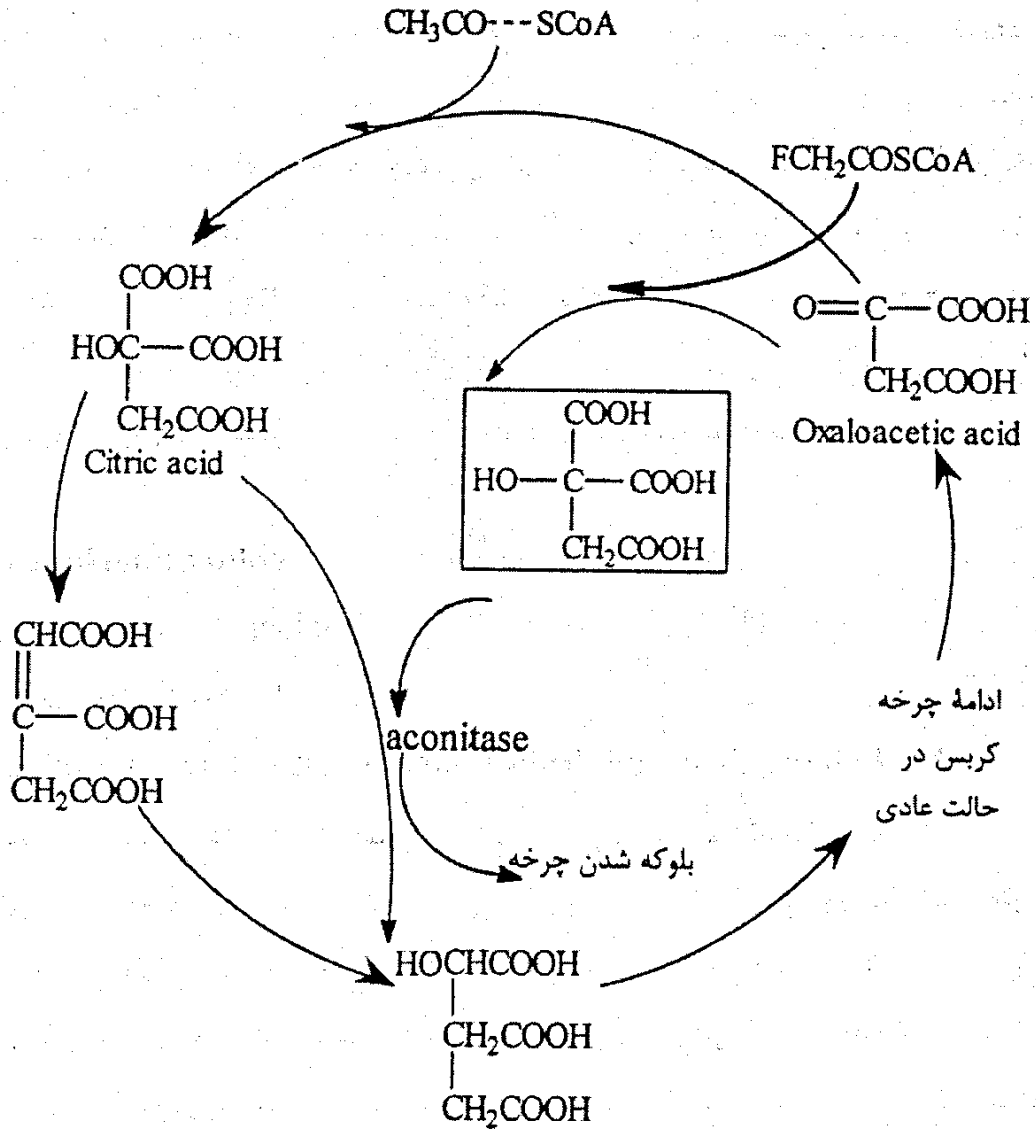 CH₃CO---SCoA
FCH₂COSCoA
COOH
HOC—COOH
CH₂COOH
Citric acid
O=C—COOH
CH₂COOH
Oxaloacetic acid
COOH
HO—C—COOH
CH₂COOH
CHCOOH
C—COOH
CH₂COOH
aconitase
بلوکه شدن چرخه
ادامهٔ چرخه
کربس در
حالت عادی
HOCHCOOH
CH₂COOH
CH₂COOH